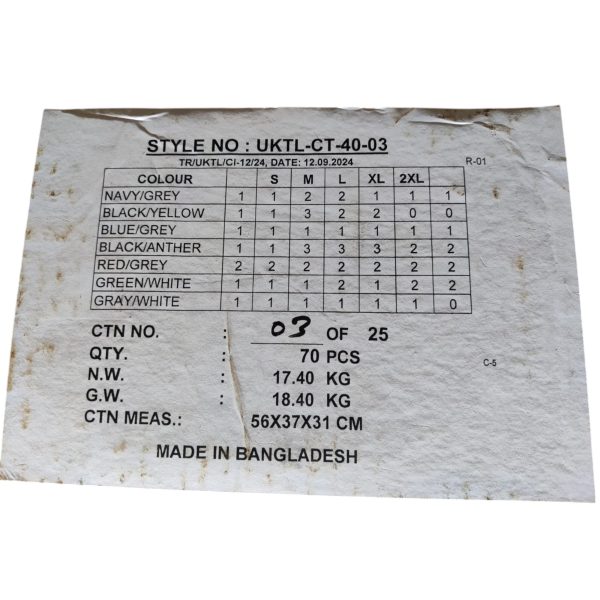 STYLE NO : UKTL-CT-40-03
TR/UKTL/CI-12/24, DATE: 12.09.2024 R-01
COLOUR S M L XL 2XL
NAVY/GREY 1 1 2 2 1 1 1
BLACK/YELLOW 1 1 3 2 2 0 0
BLUE/GREY 1 1 1 1 1 1 1
BLACK/ANTHER 1 1 3 3 3 2 2
RED/GREY 2 2 2 2 2 2 2
GREEN/WHITE 1 1 1 2 1 2 2
GRAY/WHITE 1 1 1 1 1 1 0
CTN NO. : 03 OF 25
QTY. : 70 PCS
C-5
N.W. : 17.40 KG
G.W. : 18.40 KG
CTN MEAS.: 56X37X31 CM
MADE IN BANGLADESH